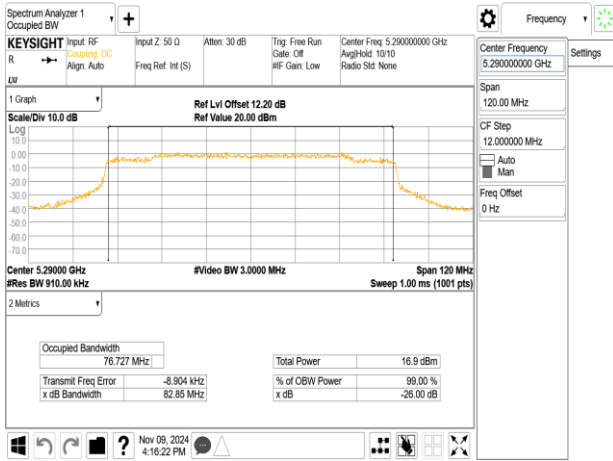 Spectrum Analyzer 1
Occupied BW
Frequency
KEYSIGHT
R
Input: RF
Coupling: DC
Align: Auto
Input Z: 50 Ω
Freq Ref: Int (S)
Atten: 30 dB
Trig: Free Run
Gate: Off
#IF Gain: Low
Center Freq: 5.290000000 GHz
Avg|Hold: 10/10
Radio Std: None
Center Frequency
5.290000000 GHz
Settings
Span
120.00 MHz
CF Step
12.000000 MHz
Auto
Man
Freq Offset
0 Hz
1 Graph
Scale/Div 10.0 dB
Ref Lvl Offset 12.20 dB
Ref Value 20.00 dBm
Log
10.0
0.00
-10.0
-20.0
-30.0
-40.0
-50.0
-60.0
-70.0
Center 5.29000 GHz
#Res BW 910.00 kHz
#Video BW 3.0000 MHz
Span 120 MHz
Sweep 1.00 ms (1001 pts)
2 Metrics
Occupied Bandwidth
76.727 MHz
Transmit Freq Error -8.904 kHz
x dB Bandwidth 82.85 MHz
Total Power 16.9 dBm
% of OBW Power 99.00 %
x dB -26.00 dB
?
Nov 09, 2024
4:16:22 PM